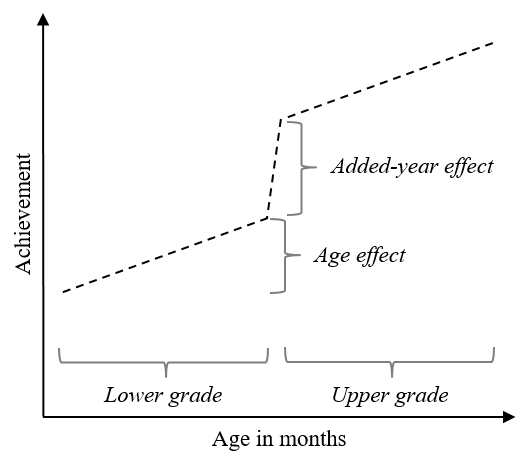 Achievement
Added-year effect
Age effect
Lower grade
Upper grade
Age in months